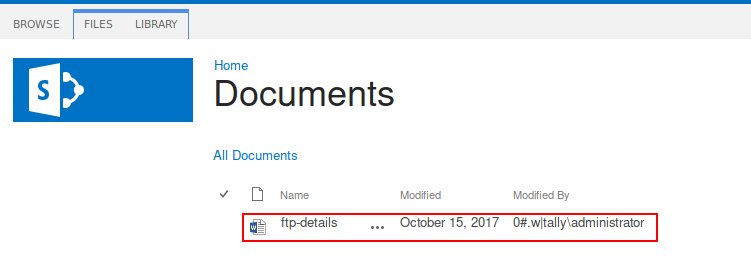 BROWSE FILES LIBRARY
S
Home
Documents
All Documents
Name Modified Modified By
ftp-details ... October 15, 2017 0#.w|tally\administrator